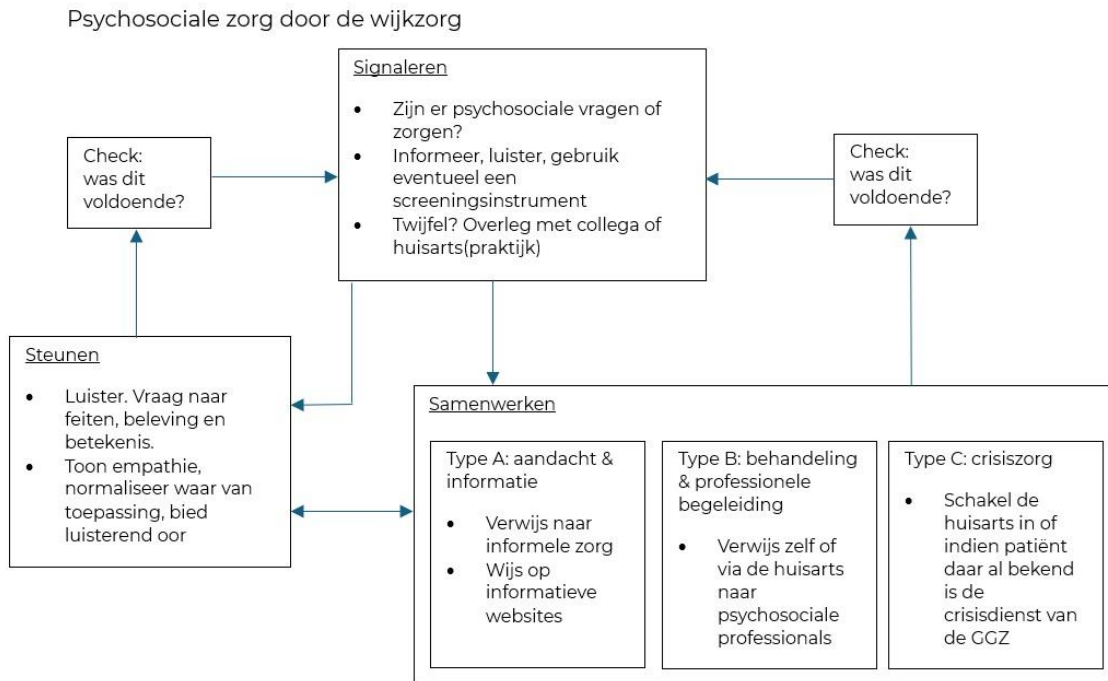 Psychosociale zorg door de wijkzorg
Signaleren
• Zijn er psychosociale vragen of
zorgen?
• Informeer, luister, gebruik
eventueel een
screeningsinstrument
• Twijfel? Overleg met collega of
huisarts(praktijk)
Check:
was dit
voldoende?
Check:
was dit
voldoende?
Steunen
• Luister. Vraag naar
feiten, beleving en
betekenis.
• Toon empathie,
normaliseer waar van
toepassing, bied
luisterend oor
Samenwerken
Type A: aandacht &
informatie
• Verwijs naar
informele zorg
• Wijs op
informatieve
websites
Type B: behandeling
& professionele
begeleiding
• Verwijs zelf of
via de huisarts
naar
psychosociale
professionals
Type C: crisiszorg
• Schakel de
huisarts in of
indien patiënt
daar al bekend
is de
crisisdienst van
de GGZ